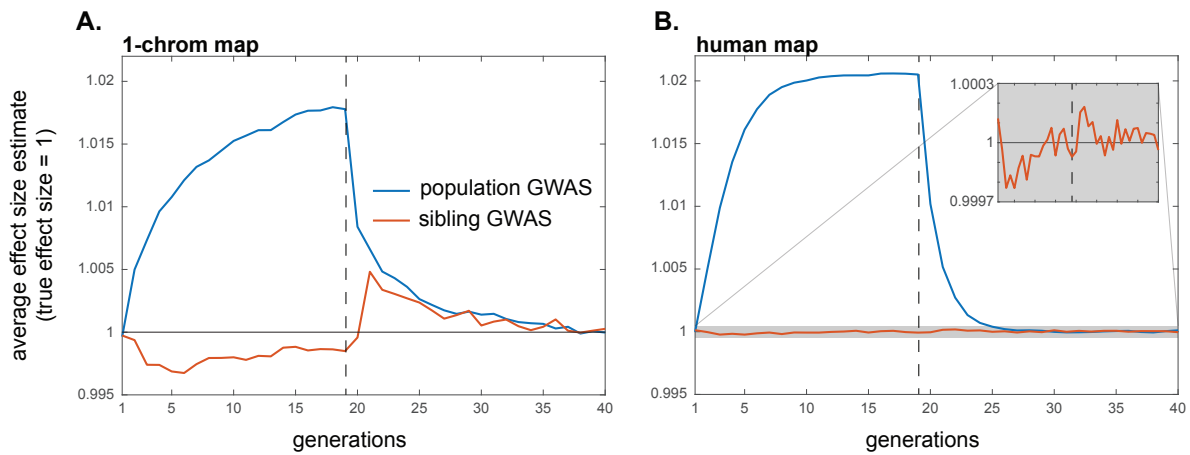 A.
1-chrom map
average effect size estimate
(true effect size = 1)
1.02
1.015
1.01
1.005
1
0.995
population GWAS
sibling GWAS
1 5 10 15 20 25 30 35 40
generations
B.
human map
1.02
1.015
1.01
1.005
1
0.995
1.0003
1
0.9997
1 5 10 15 20 25 30 35 40
generations